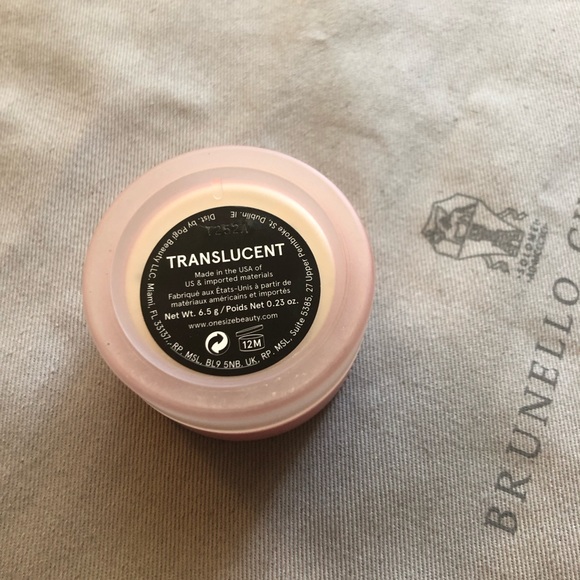 TRANSLUCENT
Made in the USA of
US & imported materials
Fabriqué aux États-Unis à partir de
matériaux américains et importés
Net Wt. 6.5 g / Poids Net 0.23 oz.
www.onesizebeauty.com
12M
Dist. by Pogi Beauty LLC. Miami, FL 33137. RP. MSL, BL9 5NB, UK. RP. MSL, Suite 5385, 27 Upper Pembroke St. Dublin. IE
BRUNELLO C